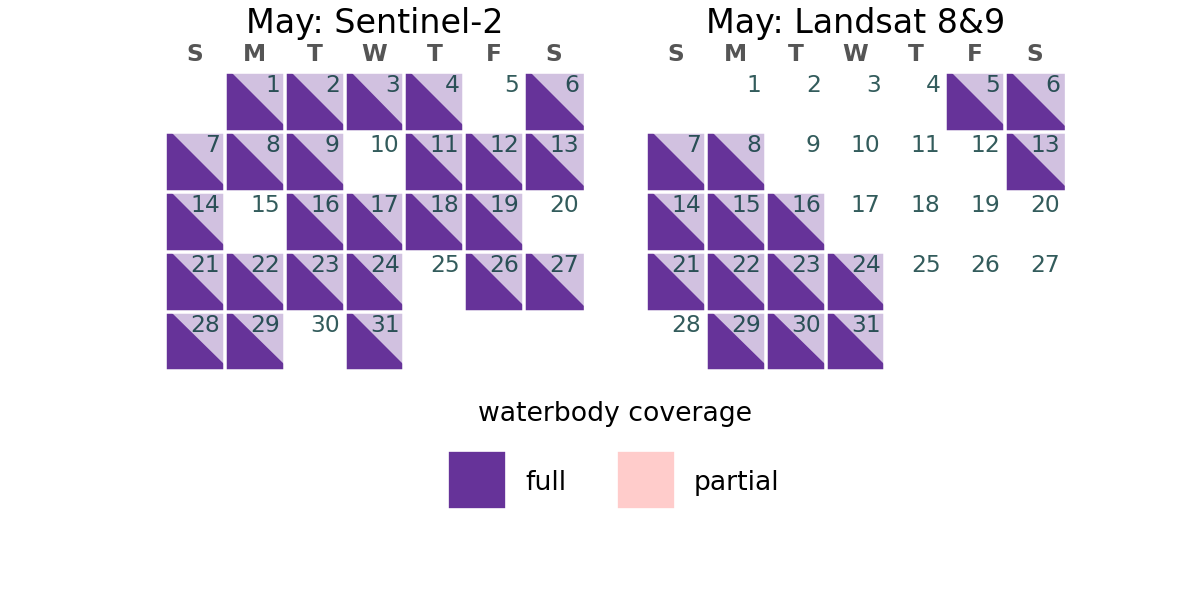 May: Sentinel-2
S M T W T F S
1 2 3 4 5 6
7 8 9 10 11 12 13
14 15 16 17 18 19 20
21 22 23 24 25 26 27
28 29 30 31
May: Landsat 8&9
S M T W T F S
1 2 3 4 5 6
7 8 9 10 11 12 13
14 15 16 17 18 19 20
21 22 23 24 25 26 27
28 29 30 31
waterbody coverage
full partial